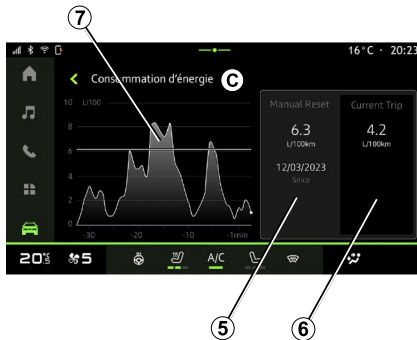 7
16°C · 20:23
Consommation d'énergie C
10 L/100
8
6
4
2
0
-30 -20 -10 -1min
Manual Reset
6.3
L/100km
12/03/2023
Since
Current Trip
4.2
L/100km
20.5 5 A/C
5 6